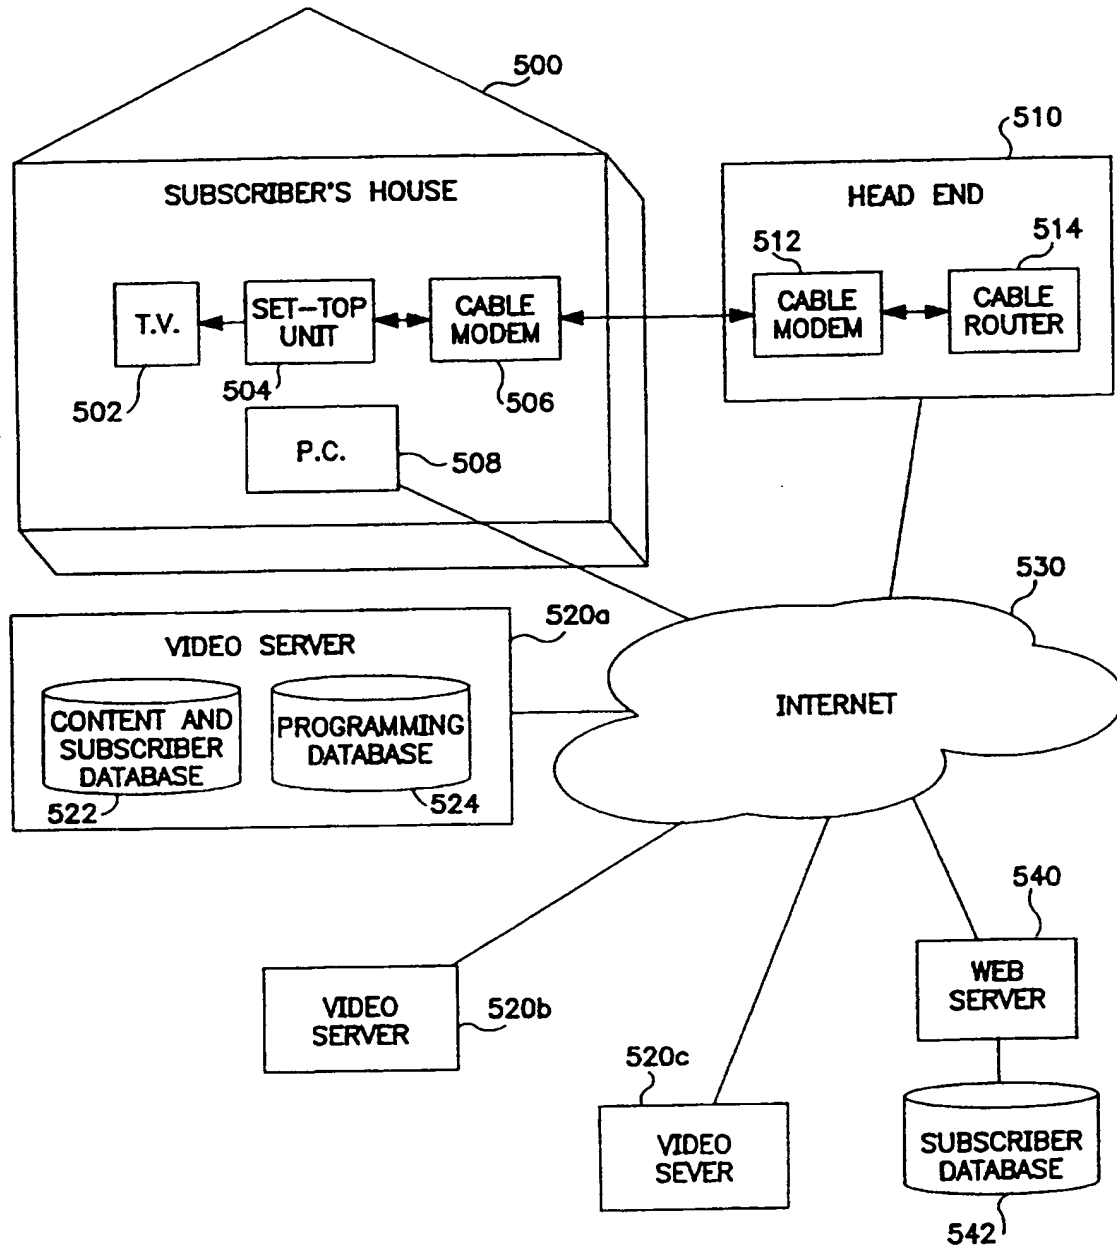 500
510
SUBSCRIBER'S HOUSE
HEAD END
512
514
T.V.
SET-TOP
UNIT
CABLE
MODEM
CABLE
MODEM
CABLE
ROUTER
502
504
506
P.C.
508
530
520a
VIDEO SERVER
CONTENT AND
SUBSCRIBER
DATABASE
PROGRAMMING
DATABASE
522
524
INTERNET
540
WEB
SERVER
VIDEO
SERVER
520b
520c
VIDEO
SEVER
SUBSCRIBER
DATABASE
542